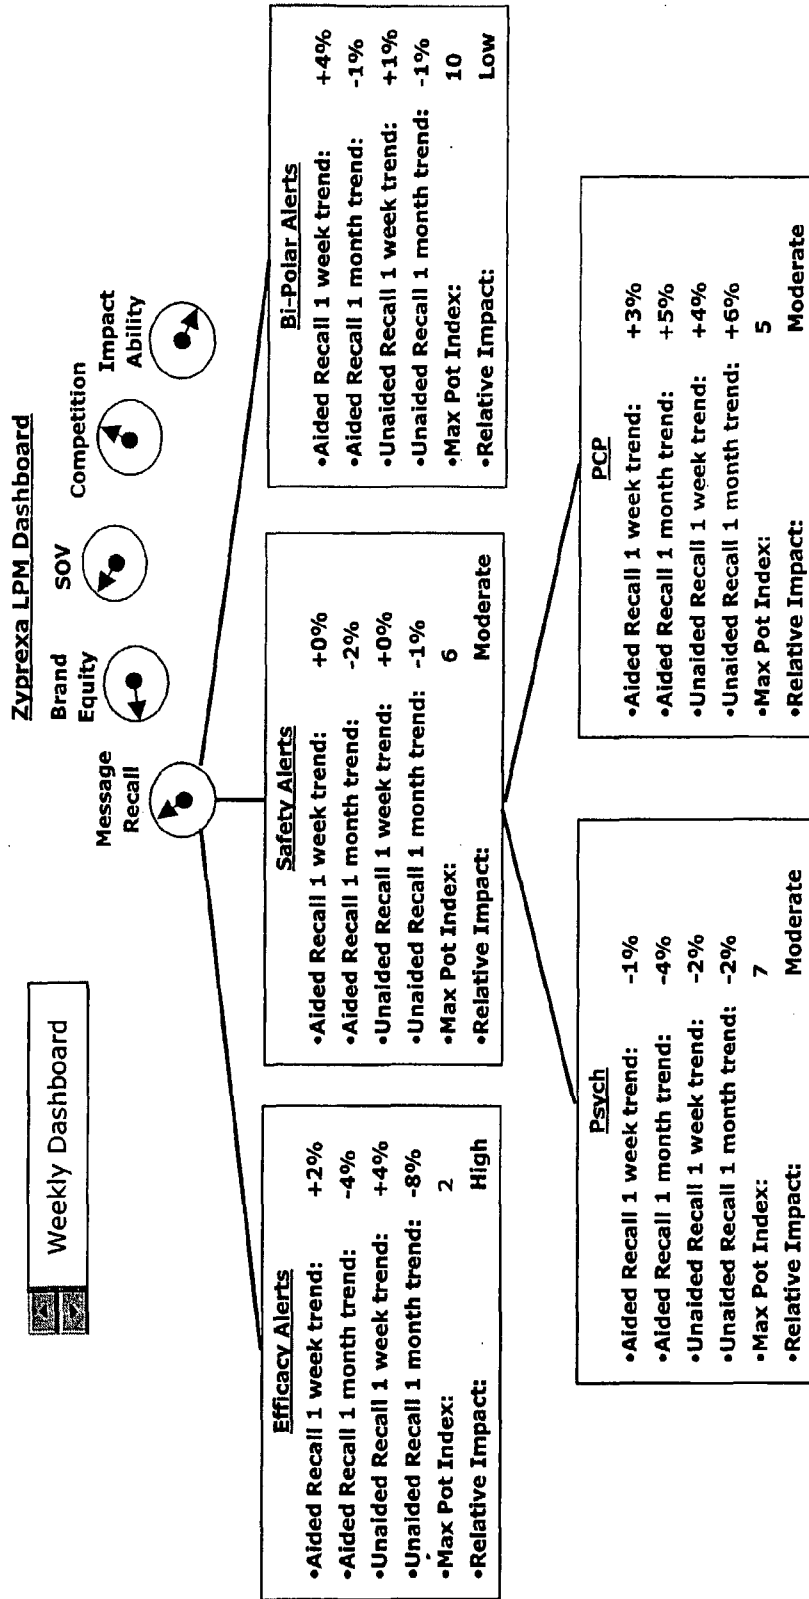 Zyprexa LPM Dashboard
Weekly Dashboard
Message
Recall
Brand
Equity
SOV
Competition
Impact
Ability
Efficacy Alerts
•Aided Recall 1 week trend: +2%
•Aided Recall 1 month trend: -4%
•Unaided Recall 1 week trend: +4%
•Unaided Recall 1 month trend: -8%
•Max Pot Index: 2
•Relative Impact: High
Safety Alerts
•Aided Recall 1 week trend: +0%
•Aided Recall 1 month trend: -2%
•Unaided Recall 1 week trend: +0%
•Unaided Recall 1 month trend: -1%
•Max Pot Index: 6
•Relative Impact: Moderate
Bi-Polar Alerts
•Aided Recall 1 week trend: +4%
•Aided Recall 1 month trend: -1%
•Unaided Recall 1 week trend: +1%
•Unaided Recall 1 month trend: -1%
•Max Pot Index: 10
•Relative Impact: Low
Psych
•Aided Recall 1 week trend: -1%
•Aided Recall 1 month trend: -4%
•Unaided Recall 1 week trend: -2%
•Unaided Recall 1 month trend: -2%
•Max Pot Index: 7
•Relative Impact: Moderate
PCP
•Aided Recall 1 week trend: +3%
•Aided Recall 1 month trend: +5%
•Unaided Recall 1 week trend: +4%
•Unaided Recall 1 month trend: +6%
•Max Pot Index: 5
•Relative Impact: Moderate